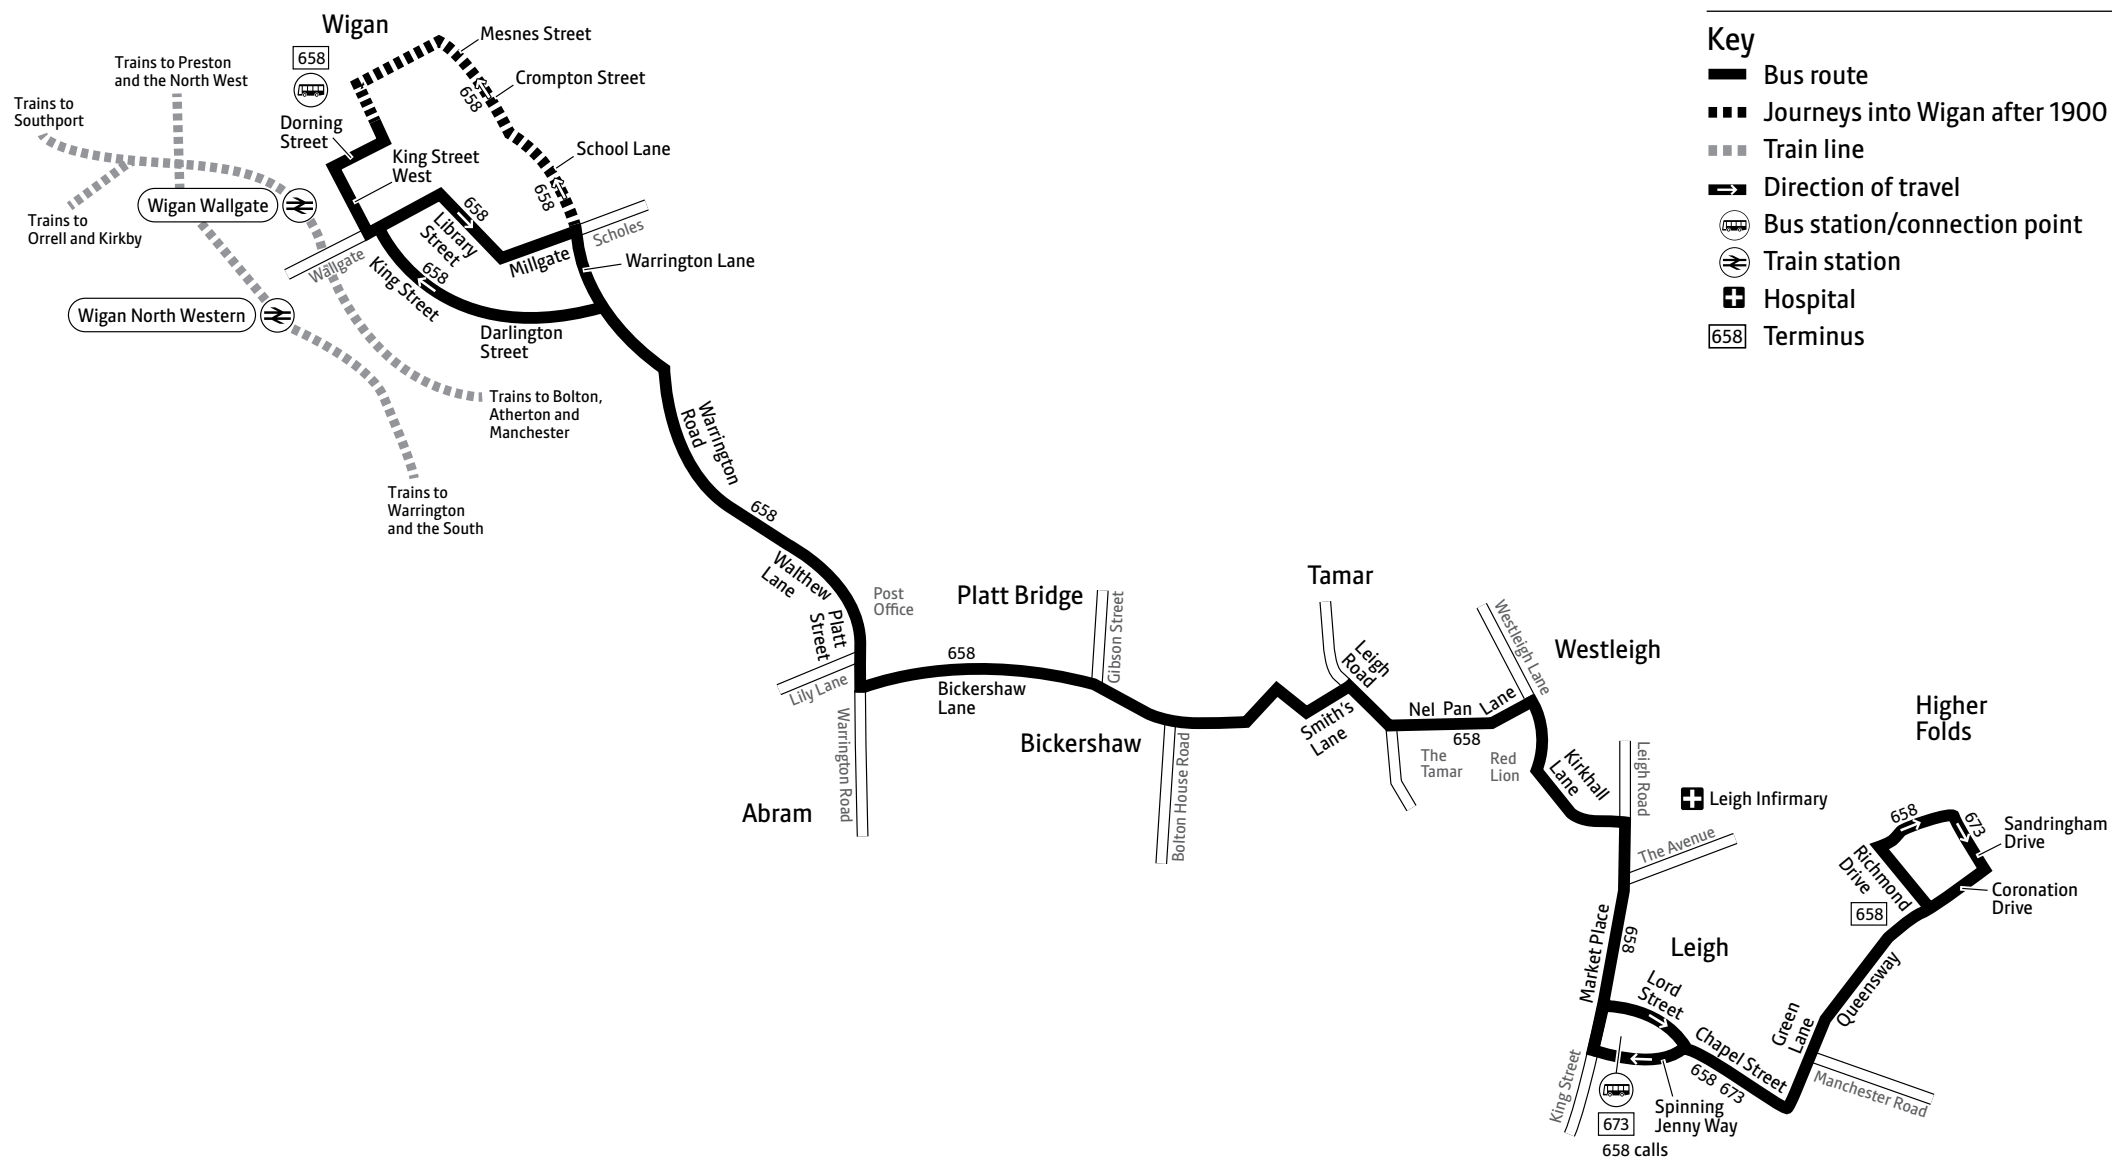 Wigan
658
Mesnes Street
Crompton Street
658
Trains to Preston
and the North West
Trains to
Southport
Dorning
Street
King Street
West
School Lane
658
Wigan Wallgate
Trains to
Orrell and Kirkby
658
Library
Street
Scholes
Millgate
Warrington Lane
Wallgate
King Street
658
Wigan North Western
Darlington
Street
Trains to Bolton,
Atherton and
Manchester
Trains to
Warrington
and the South
Warrington
Road
658
Walthew
Lane
Platt
Street
Post
Office
Lily Lane
Warrington Road
Abram
658
Bickershaw
Lane
Platt Bridge
Gibson Street
Bickershaw
Bolton House Road
Tamar
Leigh
Road
Smith's
Lane
Nel Pan Lane
658
The
Tamar
Red
Lion
Westleigh Lane
Westleigh
Kirkhall
Lane
Leigh Road
Leigh Infirmary
The Avenue
Market Place
658
Leigh
Lord
Street
Chapel Street
658 673
King Street
673
658 calls
Spinning
Jenny Way
Manchester Road
Green
Lane
Queensway
Higher
Folds
658
673
Sandringham
Drive
Richmond
Drive
658
Coronation
Drive
Key
Bus route
Journeys into Wigan after 1900
Train line
Direction of travel
Bus station/connection point
Train station
Hospital
658 Terminus